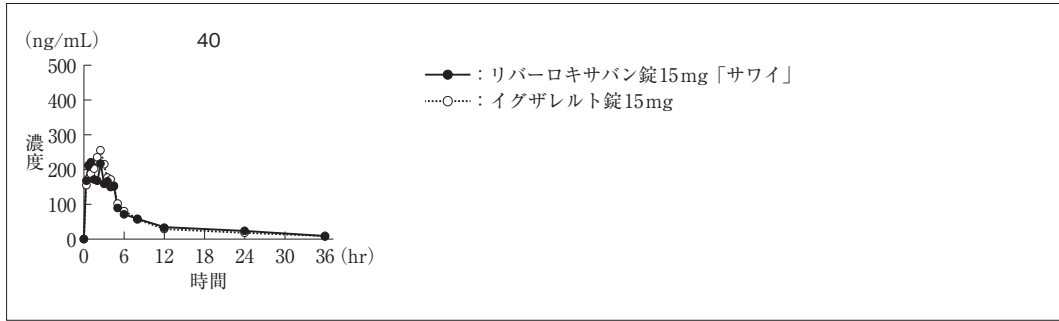 (ng/mL)
40
500
400
300
200
100
0
濃度
0 6 12 18 24 30 36 (hr)
時間
：リバーロキサバン錠15mg「サワイ」
：イグザレルト錠15mg